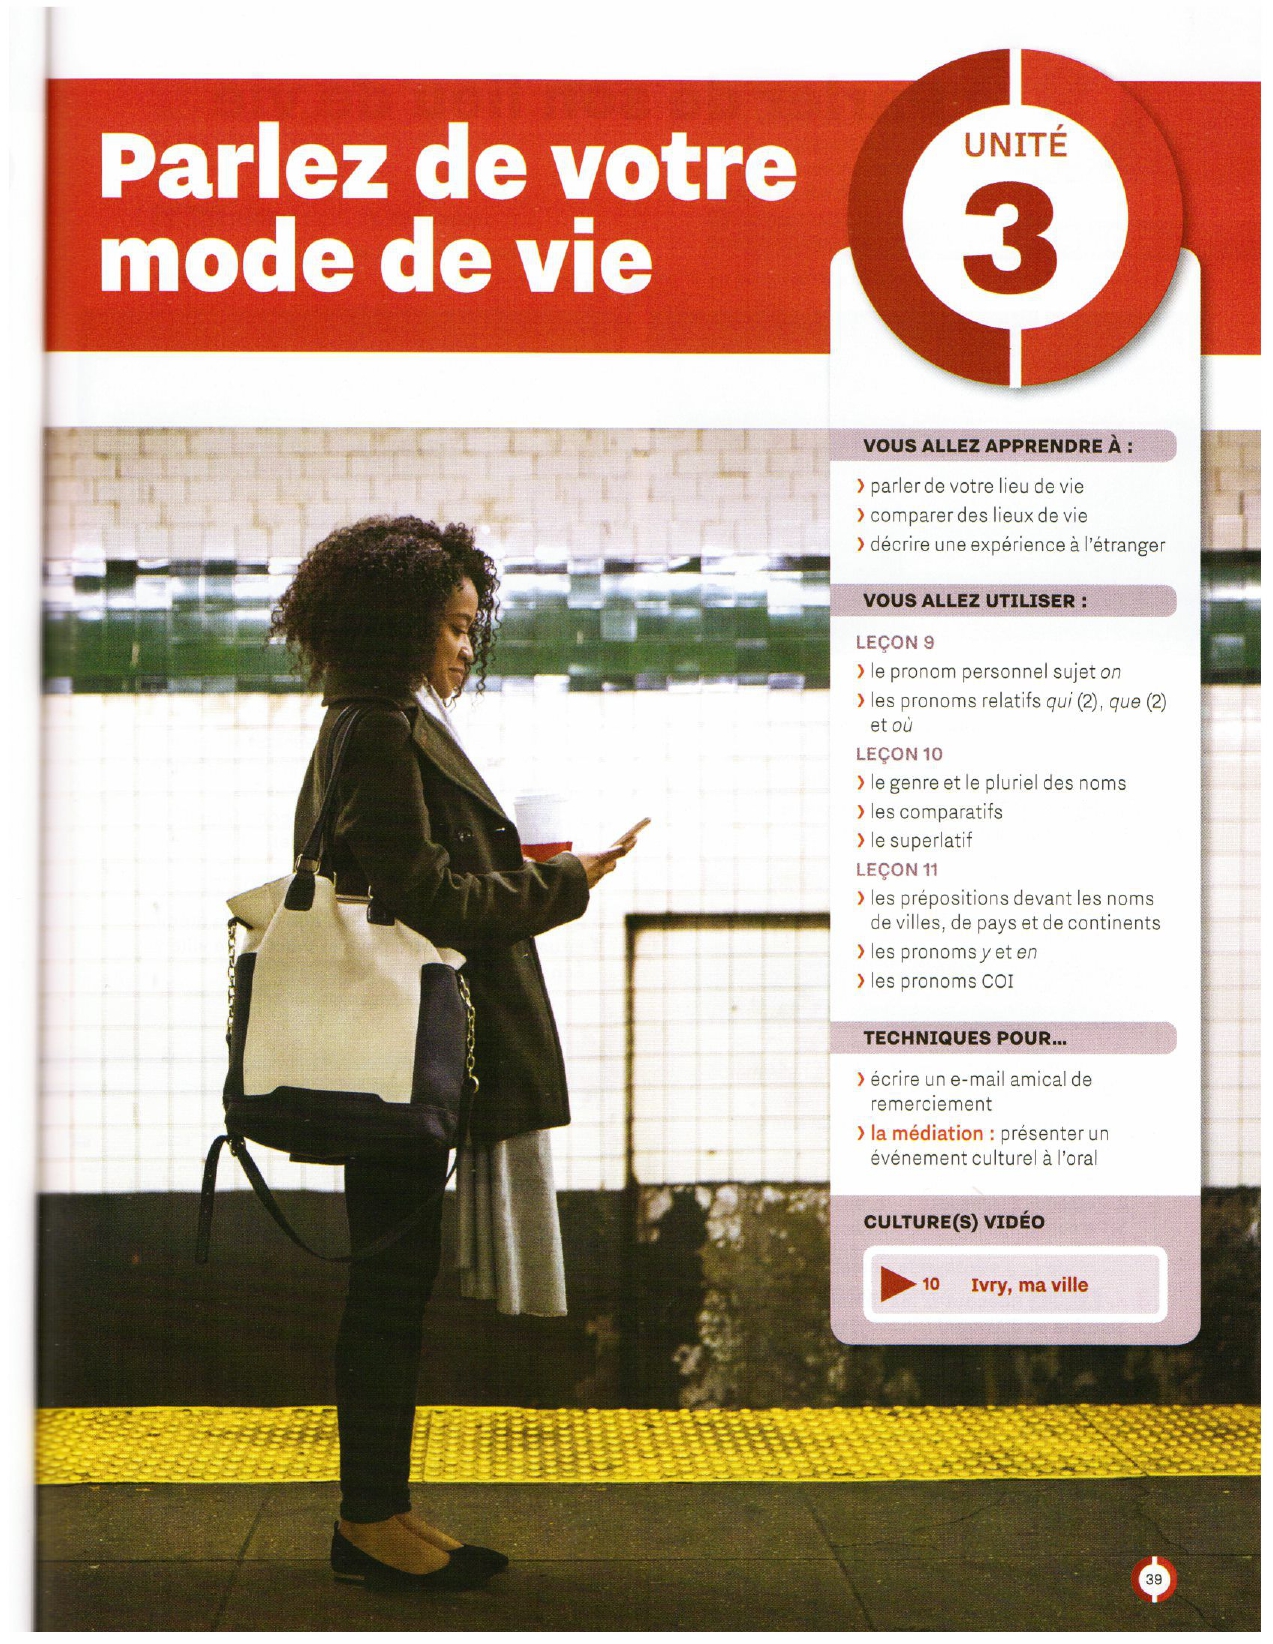 Parlez de votre
mode de vie
UNITÉ
3
VOUS ALLEZ APPRENDRE À :
❯ parler de votre lieu de vie
❯ comparer des lieux de vie
❯ décrire une expérience à l'étranger
VOUS ALLEZ UTILISER :
LEÇON 9
❯ le pronom personnel sujet on
❯ les pronoms relatifs qui (2), que (2)
et où
LEÇON 10
❯ le genre et le pluriel des noms
❯ les comparatifs
❯ le superlatif
LEÇON 11
❯ les prépositions devant les noms
de villes, de pays et de continents
❯ les pronoms y et en
❯ les pronoms COI
TECHNIQUES POUR...
❯ écrire un e-mail amical de
remerciement
❯ la médiation : présenter un
événement culturel à l'oral
CULTURE(S) VIDÉO
10 Ivry, ma ville
39